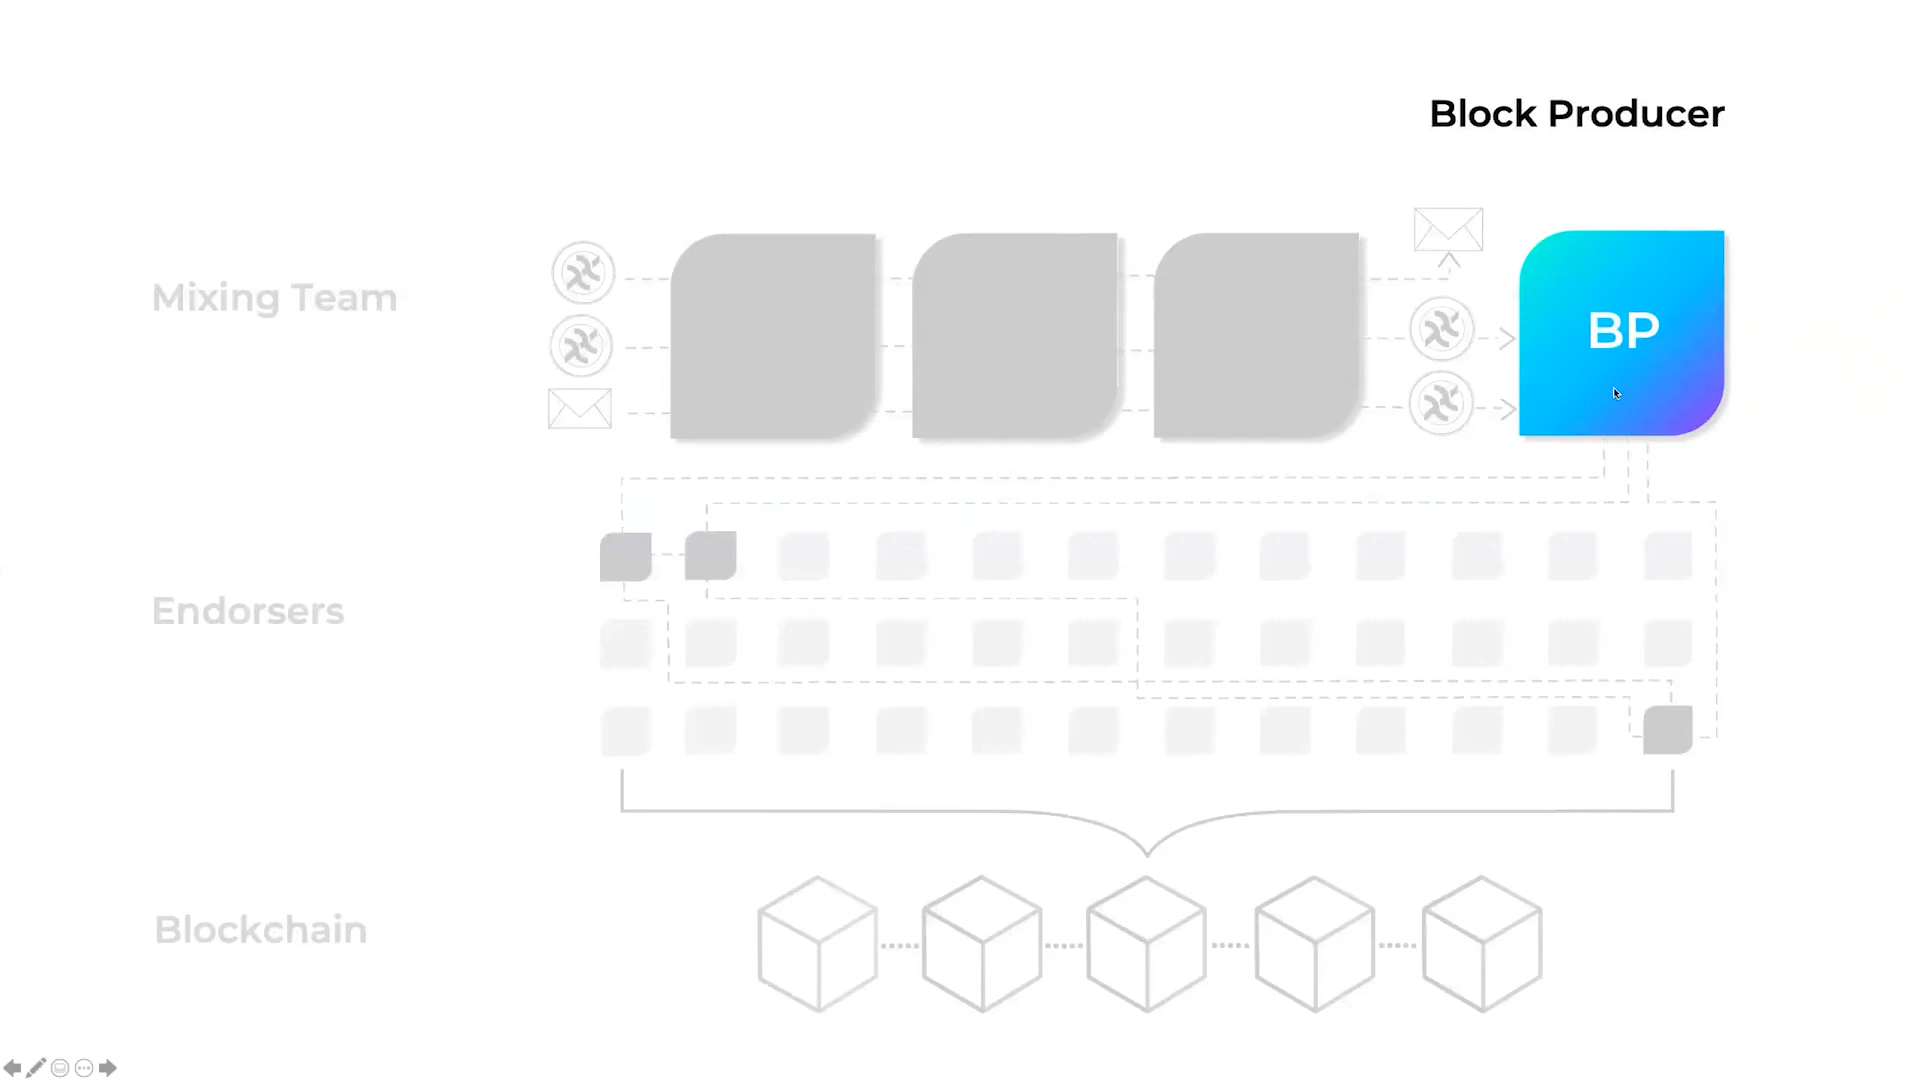 Block Producer
Mixing Team
BP
Endorsers
Blockchain